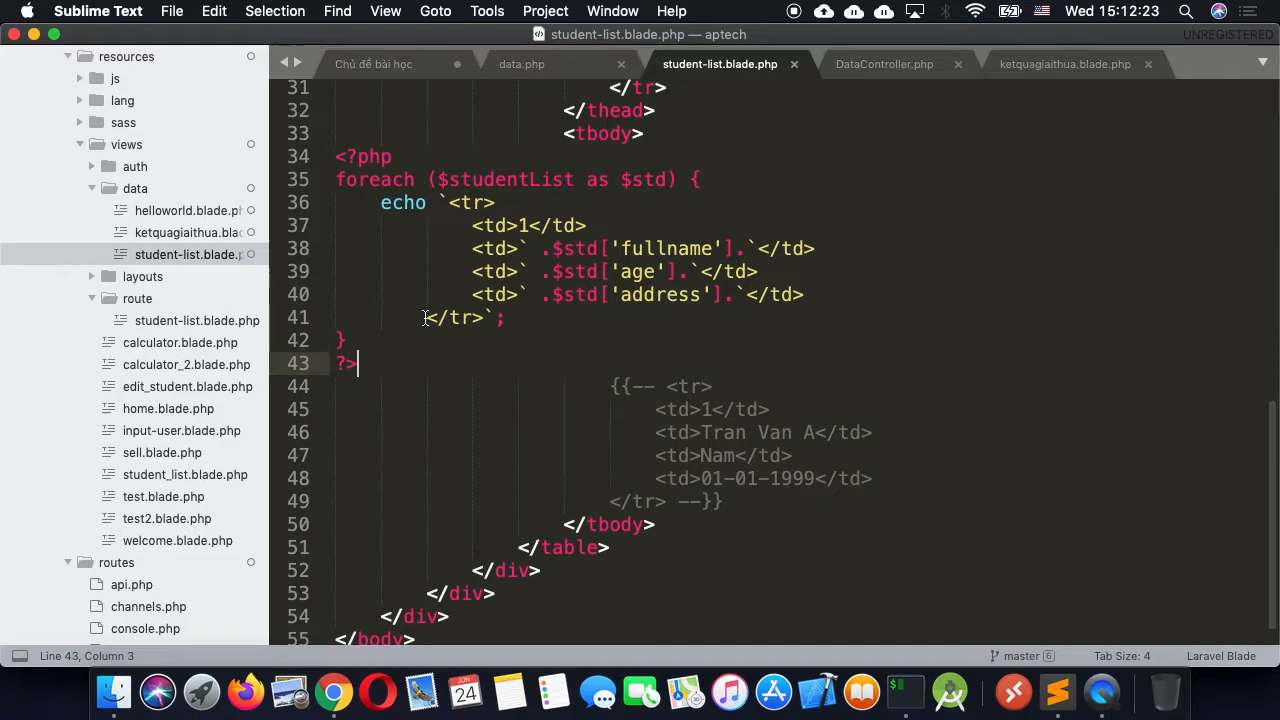 Sublime Text File Edit Selection Find View Goto Tools Project Window Help Wed 15:12:23
student-list.blade.php — aptech UNREGISTERED
Chủ đề bài học data.php student-list.blade.php DataController.php ketquagiaithua.blade.php
resources
js
lang
sass
views
auth
data
helloworld.blade.ph
ketquagiaithua.blac
student-list.blade.p
layouts
route
student-list.blade.php
calculator.blade.php
calculator_2.blade.php
edit_student.blade.php
home.blade.php
input-user.blade.php
sell.blade.php
student_list.blade.php
test.blade.php
test2.blade.php
welcome.blade.php
routes
api.php
channels.php
console.php
31 </tr>
32 </thead>
33 <tbody>
34 <?php
35 foreach ($studentList as $std) {
36 echo `<tr>
37 <td>1</td>
38 <td>` .$std['fullname'].`</td>
39 <td>` .$std['age'].`</td>
40 <td>` .$std['address'].`</td>
41 </tr>`;
42 }
43 ?>
44 {{-- <tr>
45 <td>1</td>
46 <td>Tran Van A</td>
47 <td>Nam</td>
48 <td>01-01-1999</td>
49 </tr> --}}
50 </tbody>
51 </table>
52 </div>
53 </div>
54 </div>
55 </body>
Line 43, Column 3 master 6 Tab Size: 4 Laravel Blade
JUN
24